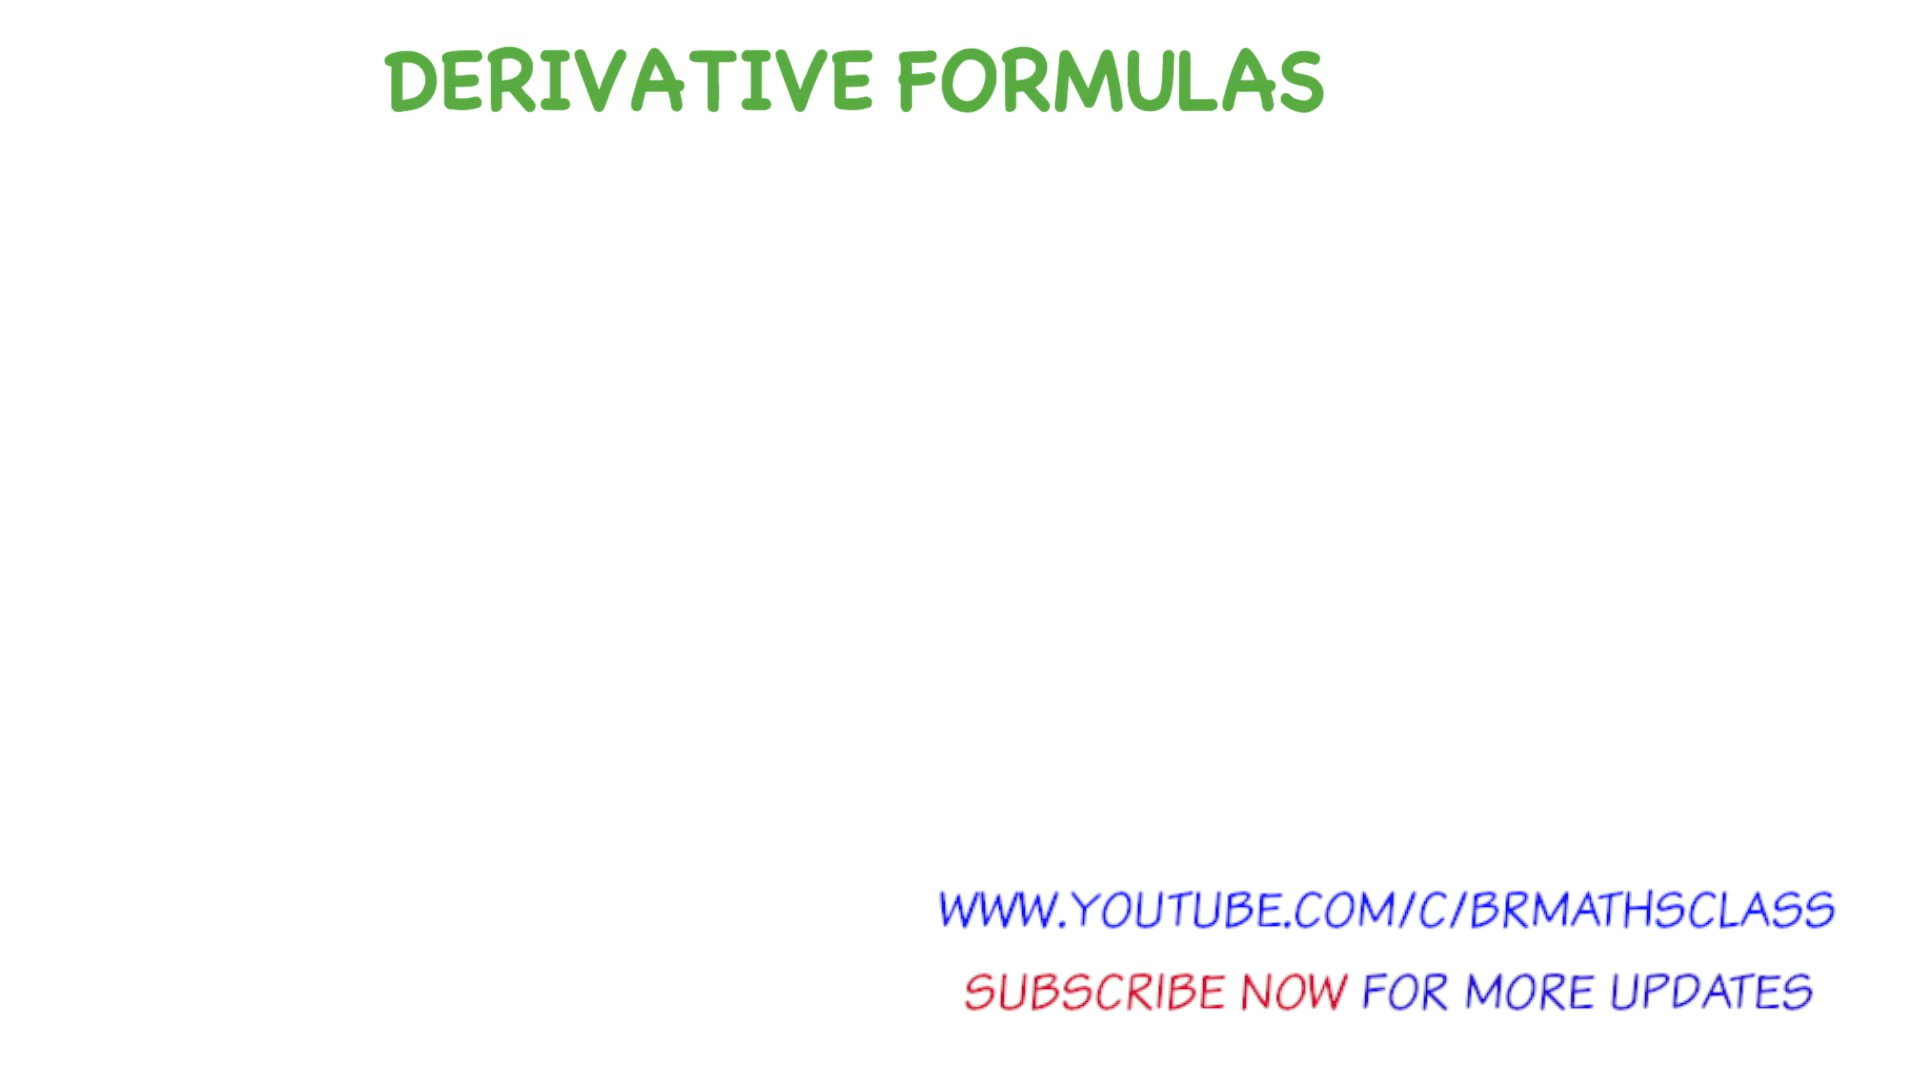 DERIVATIVE FORMULAS
WWW.YOUTUBE.COM/C/BRMATHSCLASS
SUBSCRIBE NOW FOR MORE UPDATES